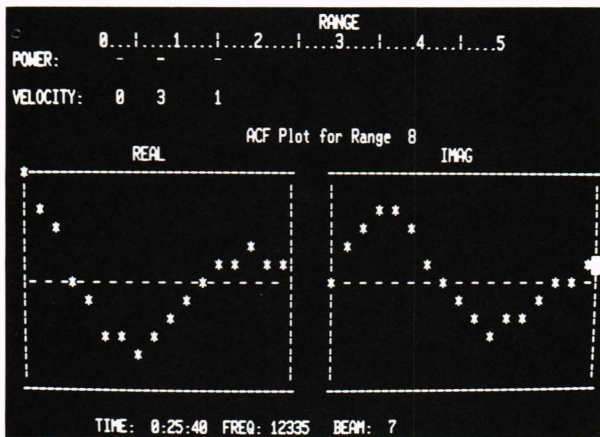 RANGE
0...¦...1....¦....2....¦....3....¦....4....¦....5
POWER: - - -
VELOCITY: 0 3 1
ACF Plot for Range 8
REAL IMAG
TIME: 0:25:40 FREQ: 12335 BEAM: 7